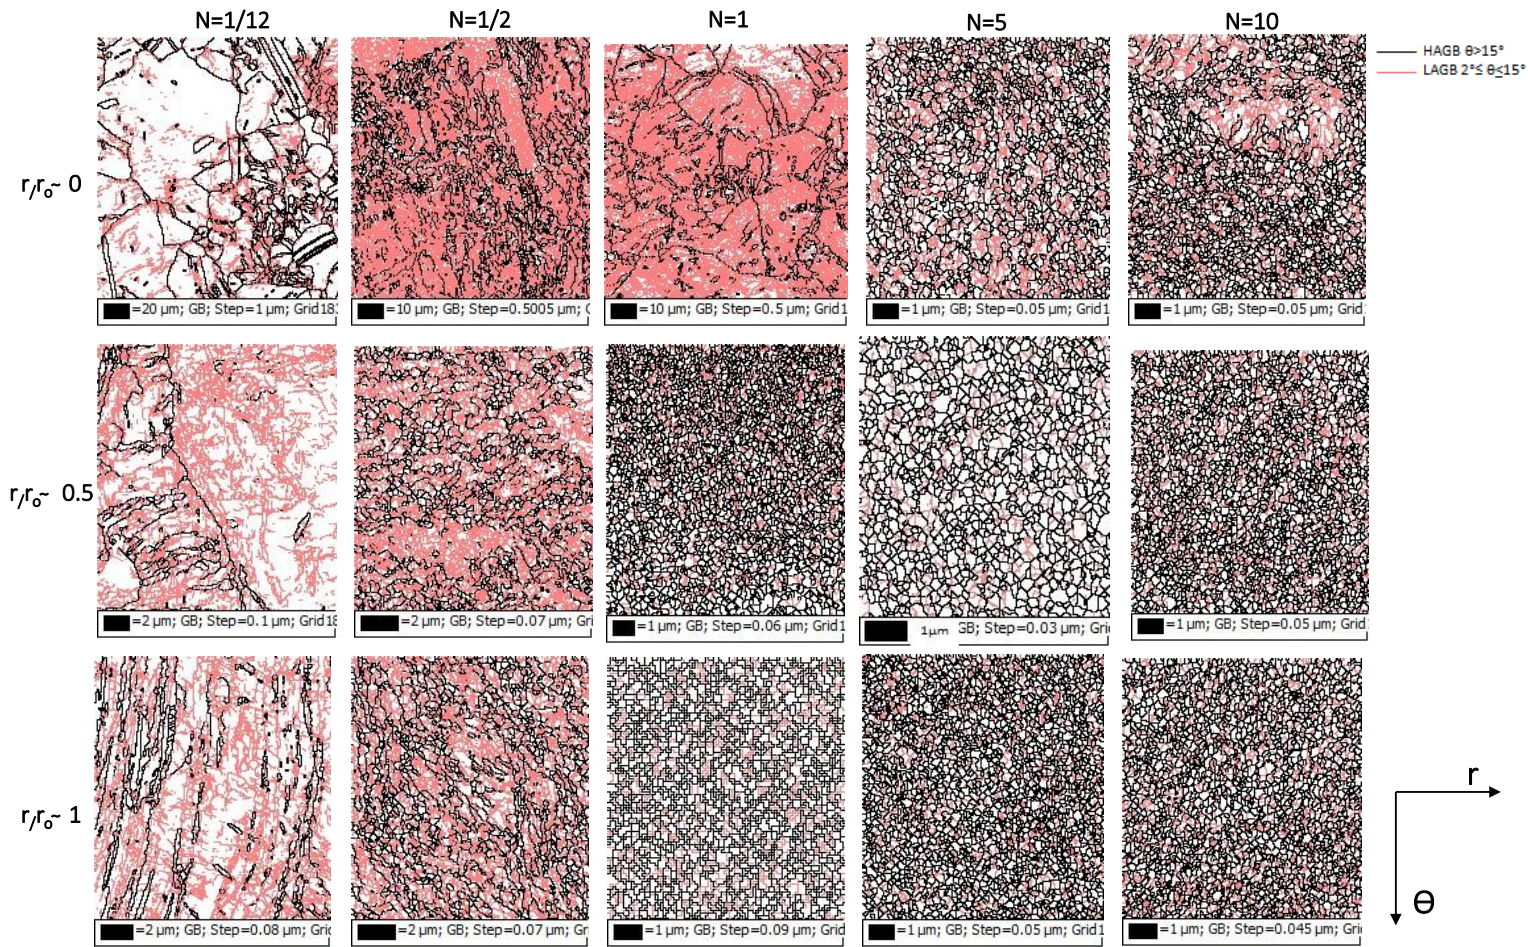 N=1/12
N=1/2
N=1
N=5
N=10
HAGB θ>15°
LAGB 2°≤ θ≤15°
r/rₒ~ 0
=20 µm; GB; Step=1 µm; Grid18
=10 µm; GB; Step=0.5005 µm;
=10 µm; GB; Step=0.5 µm; Grid1
=1 µm; GB; Step=0.05 µm; Grid1
=1 µm; GB; Step=0.05 µm; Grid
r/rₒ~ 0.5
=2 µm; GB; Step=0.1 µm; Grid18
=2 µm; GB; Step=0.07 µm; Gri
=1 µm; GB; Step=0.06 µm; Grid1
1µm GB; Step=0.03 µm; Gri
=1 µm; GB; Step=0.05 µm; Grid
r/rₒ~ 1
=2 µm; GB; Step=0.08 µm; Gri
=2 µm; GB; Step=0.07 µm; Gr
=1 µm; GB; Step=0.09 µm; Grid
=1 µm; GB; Step=0.05 µm; Grid1
=1 µm; GB; Step=0.045 µm; Gri
r
Θ